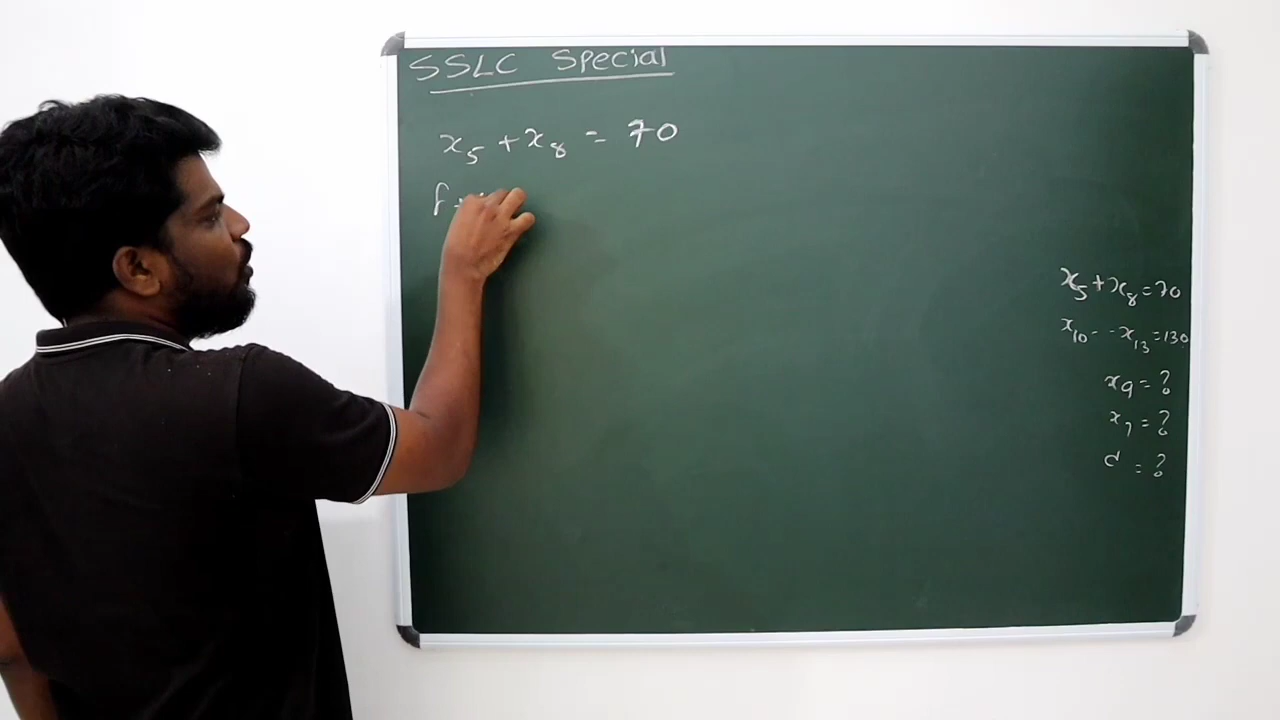 SSLC Special
x₅ + x₈ = 70
f +
x₅ + x₈ = 70
x₁₀ - - x₁₃ = 130
x₉ = ?
x₇ = ?
d = ?